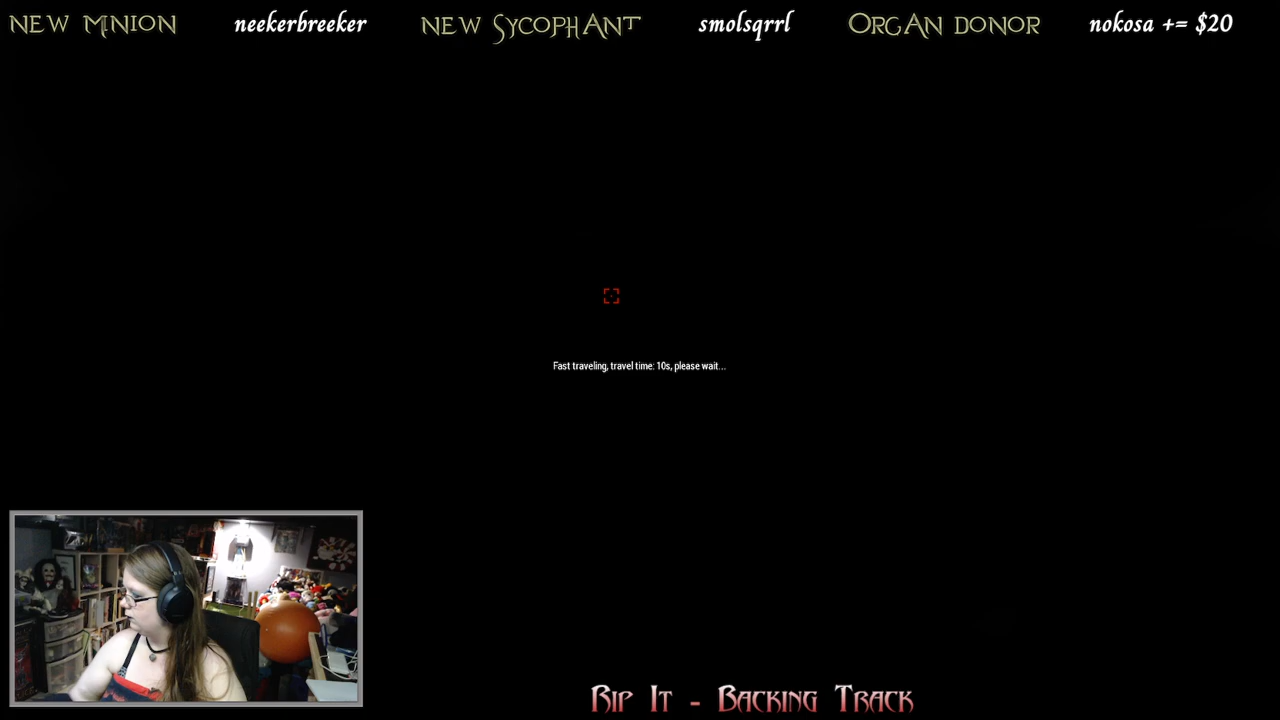 NEW MINION neekerbreeker NEW SYCOPHANT smolsqrrl ORGAN DONOR nokosa += $20
Fast traveling, travel time: 10s, please wait...
Rip It - Backing Track